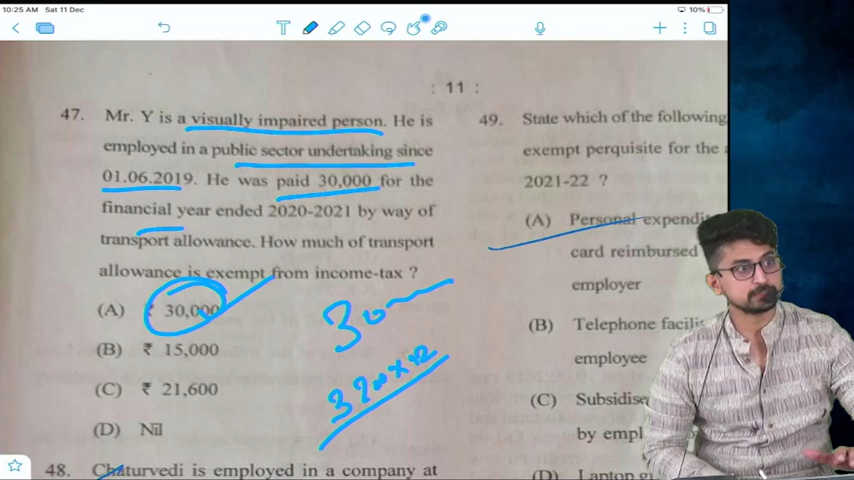 10:25 AM Sat 11 Dec
10%
T
: 11 :
47. Mr. Y is a visually impaired person. He is
employed in a public sector undertaking since
01.06.2019. He was paid 30,000 for the
financial year ended 2020-2021 by way of
transport allowance. How much of transport
allowance is exempt from income-tax ?
(A) ₹ 30,000
(B) ₹ 15,000
(C) ₹ 21,600
(D) Nil
30
3200x12
48. Chaturvedi is employed in a company at
49. State which of the following
exempt perquisite for the a
2021-22 ?
(A) Personal expendit
card reimbursed
employer
(B) Telephone facili
employee
(C) Subsidise
by empl
(D) Laptop